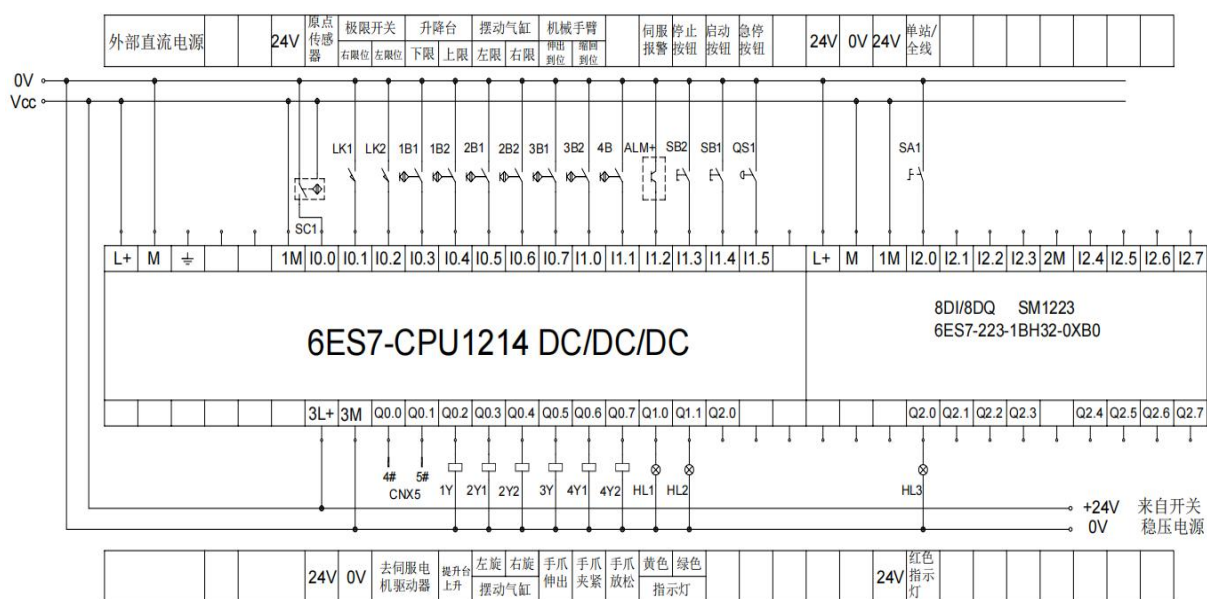 外部直流电源 24V 原点传感器 极限开关 升降台 摆动气缸 机械手臂 伺服报警 停止按钮 启动按钮 急停按钮 24V 0V 24V 单站/全线
右限位 左限位 下限 上限 左限 右限 伸出到位 缩回到位
0V
Vcc
LK1 LK2 1B1 1B2 2B1 2B2 3B1 3B2 4B ALM+ SB2 SB1 QS1 SA1
SC1
L+ M 1M I0.0 I0.1 I0.2 I0.3 I0.4 I0.5 I0.6 I0.7 I1.0 I1.1 I1.2 I1.3 I1.4 I1.5 L+ M 1M I2.0 I2.1 I2.2 I2.3 2M I2.4 I2.5 I2.6 I2.7
8DI/8DQ SM1223
6ES7-223-1BH32-0XB0
6ES7-CPU1214 DC/DC/DC
3L+ 3M Q0.0 Q0.1 Q0.2 Q0.3 Q0.4 Q0.5 Q0.6 Q0.7 Q1.0 Q1.1 Q2.0 Q2.0 Q2.1 Q2.2 Q2.3 Q2.4 Q2.5 Q2.6 Q2.7
4# 5# 1Y 2Y1 2Y2 3Y 4Y1 4Y2 HL1 HL2 HL3
CNX5
+24V 来自开关
0V 稳压电源
24V 0V 去伺服电机驱动器 提升台上升 左旋 右旋 手爪伸出 手爪夹紧 手爪放松 黄色 绿色 24V 红色指示灯
摆动气缸 指示灯